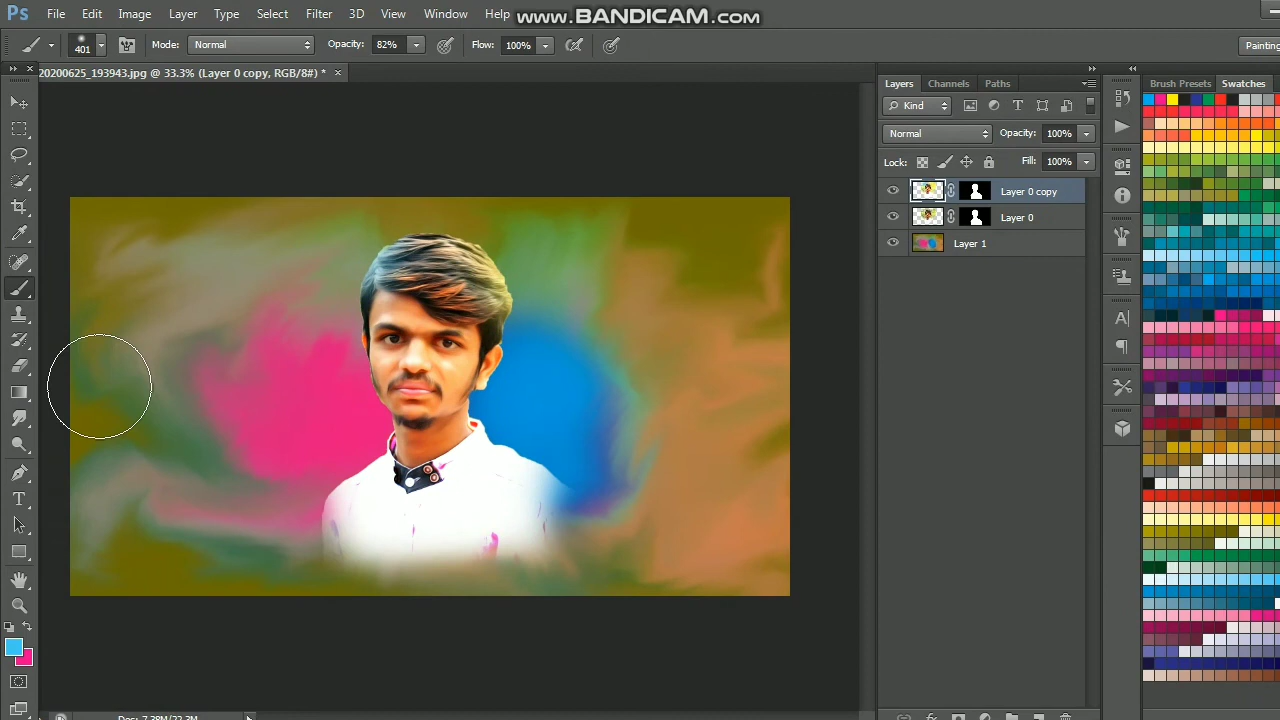 Ps File Edit Image Layer Type Select Filter 3D View Window Help
www.BANDICAM.com
401 Mode: Normal Opacity: 82% Flow: 100% Painting
20200625_193943.jpg @ 33.3% (Layer 0 copy, RGB/8#) * ×
Layers Channels Paths
Brush Presets Swatches
Kind
Normal Opacity: 100%
Lock: Fill: 100%
Layer 0 copy
Layer 0
Layer 1